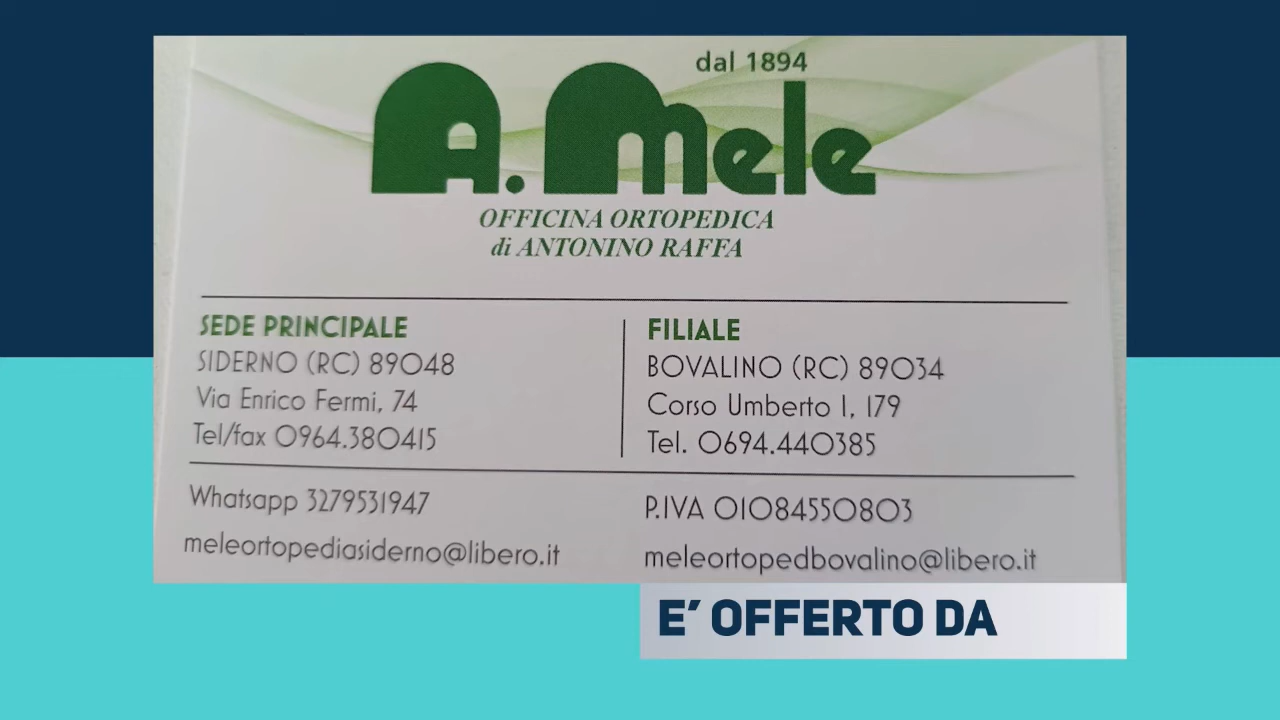 dal 1894
A. Mele
OFFICINA ORTOPEDICA
di ANTONINO RAFFA
SEDE PRINCIPALE
SIDERNO (RC) 89048
Via Enrico Fermi, 74
Tel/fax 0964.380415
FILIALE
BOVALINO (RC) 89034
Corso Umberto I, 179
Tel. 0694.440385
Whatsapp 3279531947
meleortopediasiderno@libero.it
P.IVA 01084550803
meleortopedbovalino@libero.it
E’ OFFERTO DA